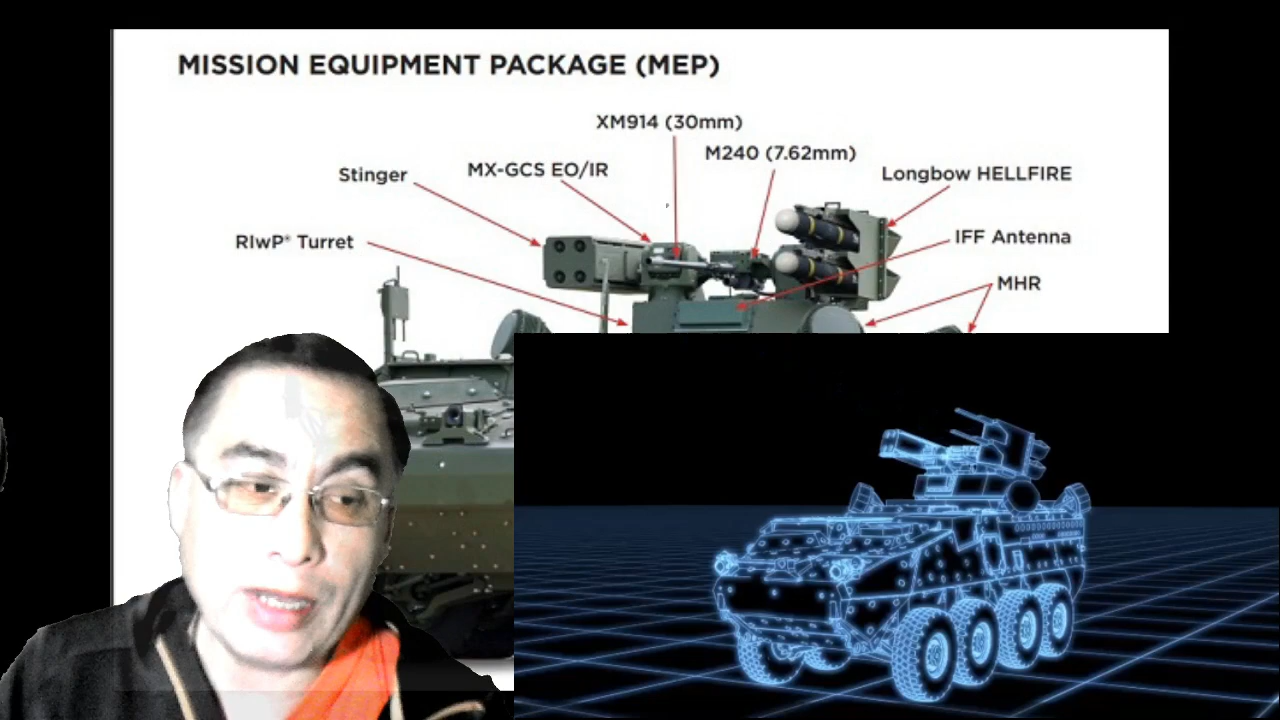 MISSION EQUIPMENT PACKAGE (MEP)
XM914 (30mm)
M240 (7.62mm)
Stinger
MX-GCS EO/IR
Longbow HELLFIRE
RIwP® Turret
IFF Antenna
MHR